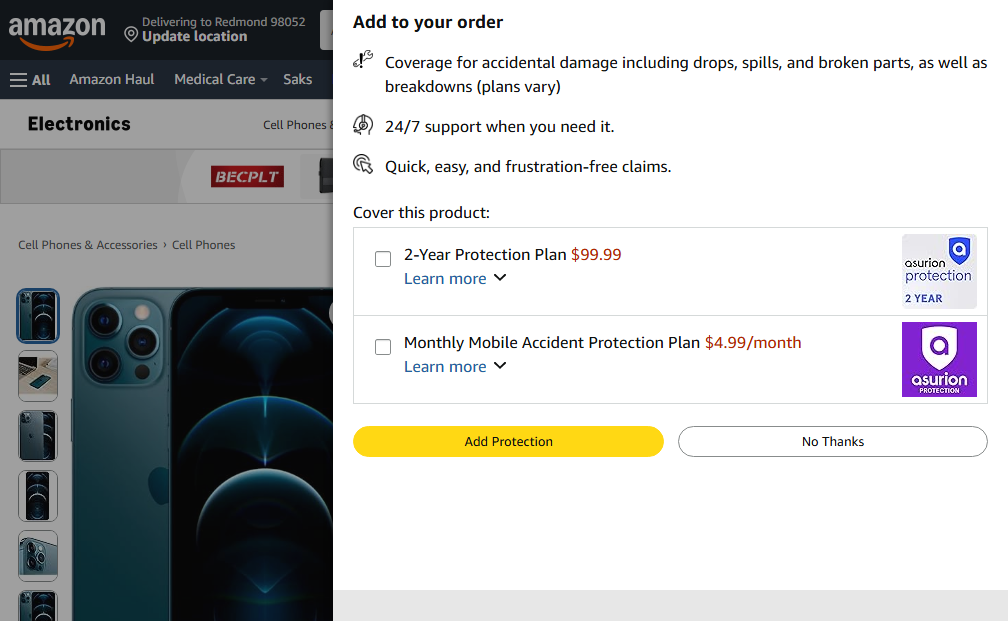 amazon
Delivering to Redmond 98052
Update location
All
Amazon Haul
Medical Care
Saks
Electronics
Cell Phones &
BECPLT
Cell Phones & Accessories › Cell Phones
Add to your order
Coverage for accidental damage including drops, spills, and broken parts, as well as
breakdowns (plans vary)
24/7 support when you need it.
Quick, easy, and frustration-free claims.
Cover this product:
2-Year Protection Plan $99.99
Learn more
asurion
protection
2 YEAR
Monthly Mobile Accident Protection Plan $4.99/month
Learn more
asurion
PROTECTION
Add Protection
No Thanks